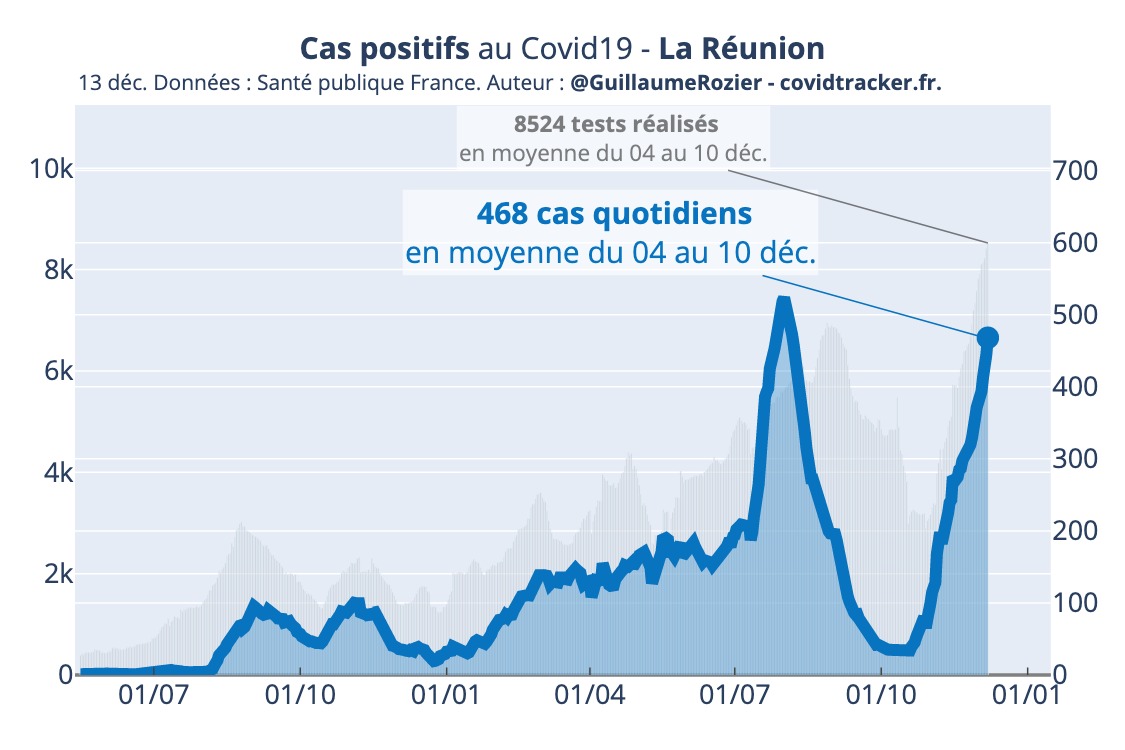 Cas positifs au Covid19 - La Réunion
13 déc. Données : Santé publique France. Auteur : @GuillaumeRozier - covidtracker.fr.
8524 tests réalisés
en moyenne du 04 au 10 déc.
468 cas quotidiens
en moyenne du 04 au 10 déc.
10k
8k
6k
4k
2k
0
700
600
500
400
300
200
100
0
01/07 01/10 01/01 01/04 01/07 01/10 01/01